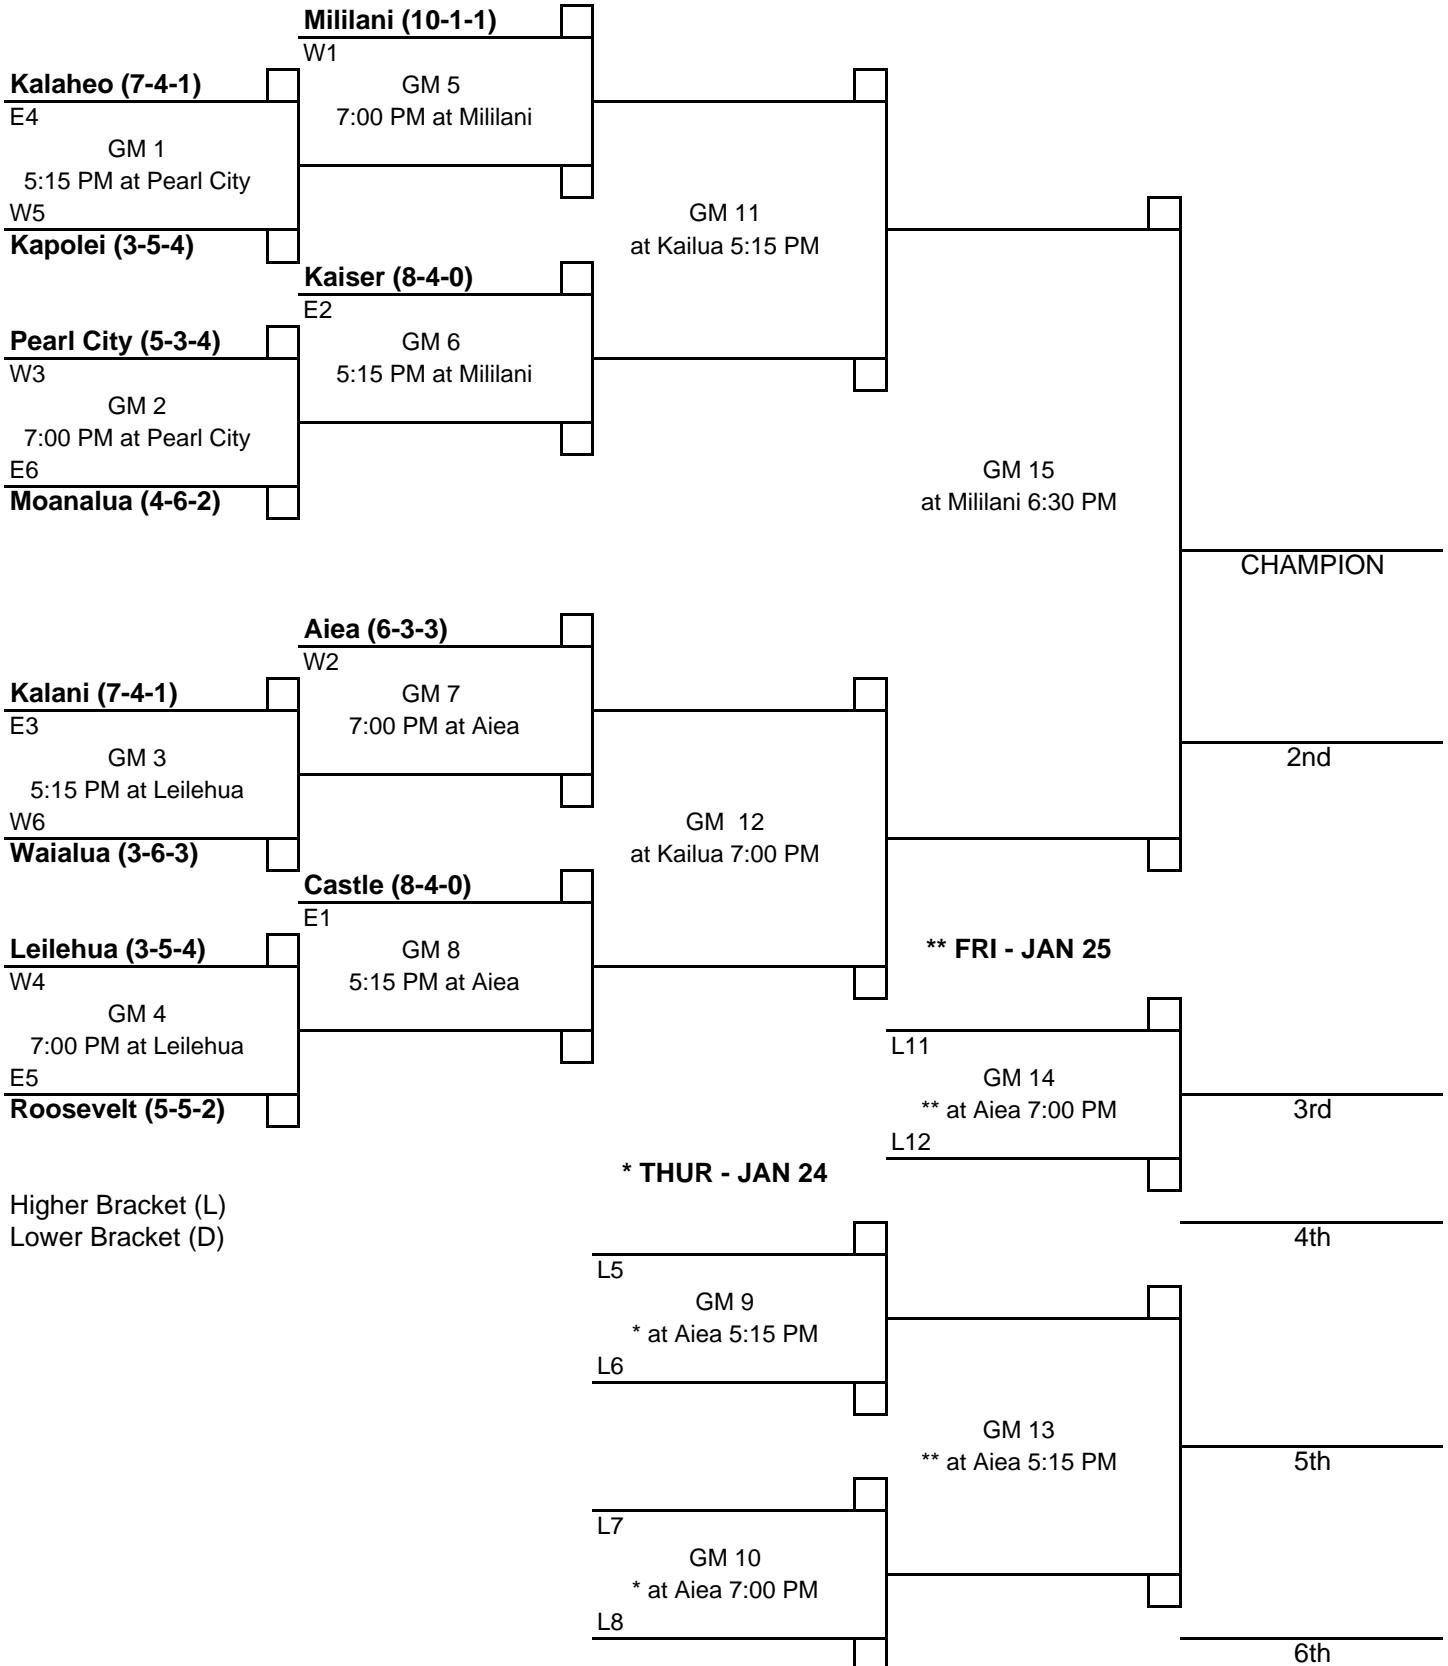 Mililani (10-1-1)
W1
Kalaheo (7-4-1)
GM 5
7:00 PM at Mililani
E4
GM 1
5:15 PM at Pearl City
W5
Kapolei (3-5-4)
GM 11
at Kailua 5:15 PM
Kaiser (8-4-0)
E2
Pearl City (5-3-4)
GM 6
5:15 PM at Mililani
W3
GM 2
7:00 PM at Pearl City
E6
Moanalua (4-6-2)
GM 15
at Mililani 6:30 PM
CHAMPION
Aiea (6-3-3)
W2
Kalani (7-4-1)
GM 7
7:00 PM at Aiea
E3
GM 3
5:15 PM at Leilehua
2nd
W6
Waialua (3-6-3)
GM 12
at Kailua 7:00 PM
Castle (8-4-0)
E1
Leilehua (3-5-4)
GM 8
5:15 PM at Aiea
** FRI - JAN 25
W4
GM 4
7:00 PM at Leilehua
E5
Roosevelt (5-5-2)
L11
GM 14
** at Aiea 7:00 PM
L12
3rd
* THUR - JAN 24
Higher Bracket (L)
Lower Bracket (D)
4th
L5
GM 9
* at Aiea 5:15 PM
L6
GM 13
** at Aiea 5:15 PM
5th
L7
GM 10
* at Aiea 7:00 PM
L8
6th